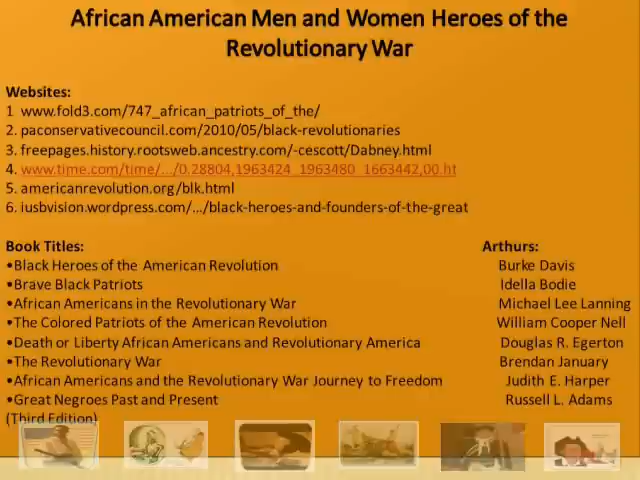 African American Men and Women Heroes of the
Revolutionary War
Websites:
1 www.fold3.com/747_african_patriots_of_the/
2. paconservativecouncil.com/2010/05/black-revolutionaries
3. freepages.history.rootsweb.ancestry.com/-cescott/Dabney.html
4. www.time.com/time/.../0.28804,1963424_1963480_1663442,00.ht
5. americanrevolution.org/blk.html
6. iusbvision.wordpress.com/.../black-heroes-and-founders-of-the-great
Book Titles: Arthurs:
•Black Heroes of the American Revolution Burke Davis
•Brave Black Patriots Idella Bodie
•African Americans in the Revolutionary War Michael Lee Lanning
•The Colored Patriots of the American Revolution William Cooper Nell
•Death or Liberty African Americans and Revolutionary America Douglas R. Egerton
•The Revolutionary War Brendan January
•African Americans and the Revolutionary War Journey to Freedom Judith E. Harper
•Great Negroes Past and Present Russell L. Adams
(Third Edition)